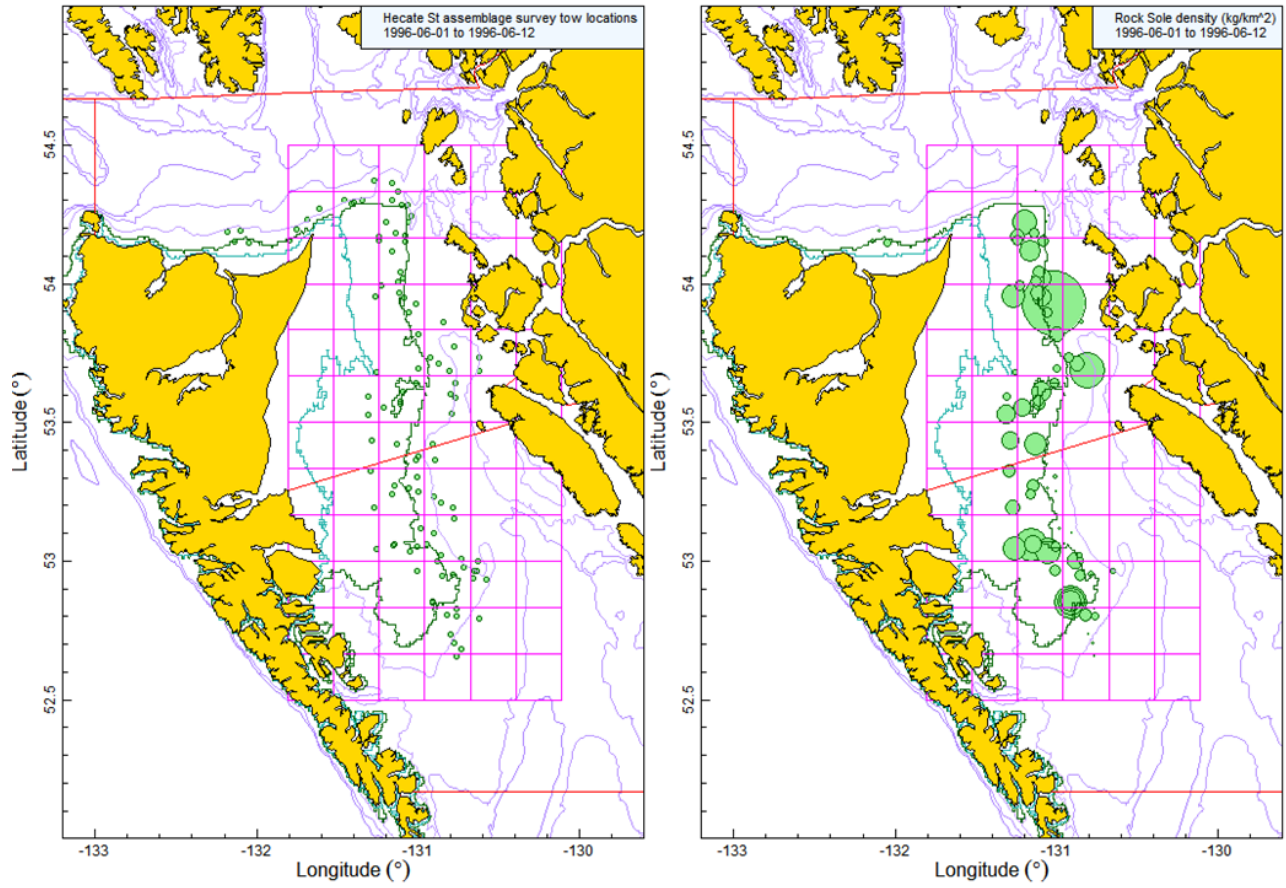 Hecate St assemblage survey tow locations
1996-06-01 to 1996-06-12
54.5
54
53.5
53
52.5
Latitude (°)
-133
-132
-131
-130
Longitude (°)
Rock Sole density (kg/km^2)
1996-06-01 to 1996-06-12
54.5
54
53.5
53
52.5
Latitude (°)
-133
-132
-131
-130
Longitude (°)